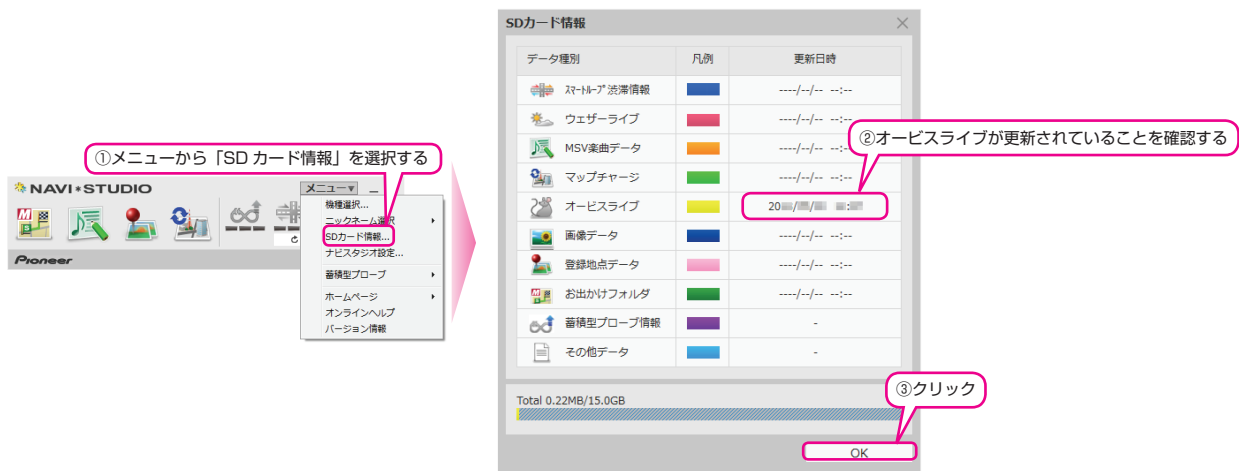 ①メニューから「SD カード情報」を選択する
NAVI*STUDIO
メニュー▼
機種選択...
ニックネーム選択
SDカード情報...
ナビスタジオ設定...
蓄積型プローブ
ホームページ
オンラインヘルプ
バージョン情報
Pioneer
SDカード情報
データ種別 凡例 更新日時
スマートループ渋滞情報 ----/--/-- --:--
ウェザーライブ ----/--/-- --:--
②オービスライブが更新されていることを確認する
MSV楽曲データ ----/--/-- --:--
マップチャージ ----/--/-- --:--
オービスライブ 20 / / :
画像データ ----/--/-- --:--
登録地点データ ----/--/-- --:--
お出かけフォルダ ----/--/-- --:--
蓄積型プローブ情報 -
その他データ -
③クリック
Total 0.22MB/15.0GB
OK